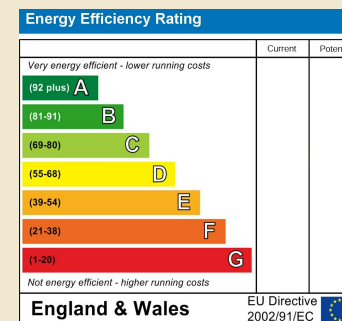 Energy Efficiency Rating
Current Poten
Very energy efficient - lower running costs
(92 plus) A
(81-91) B
(69-80) C
(55-68) D
(39-54) E
(21-38) F
(1-20) G
Not energy efficient - higher running costs
England & Wales
EU Directive
2002/91/EC